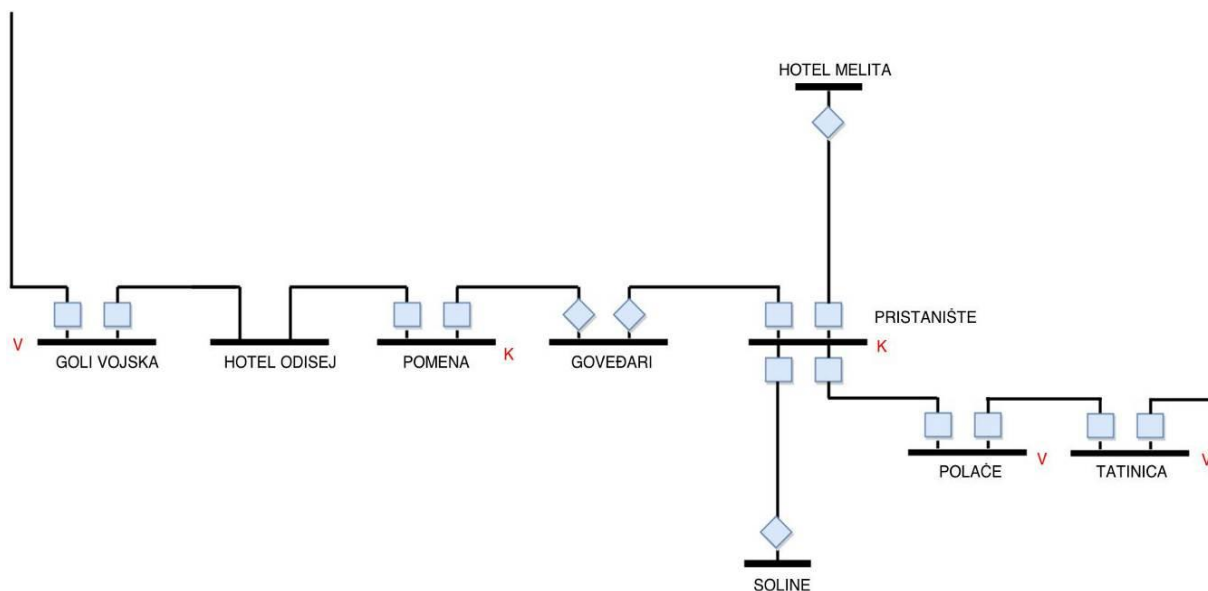 HOTEL MELITA
PRISTANIŠTE
K
V
GOLI VOJSKA
HOTEL ODISEJ
POMENA
K
GOVEĐARI
POLAČE
V
TATINICA
V
SOLINE